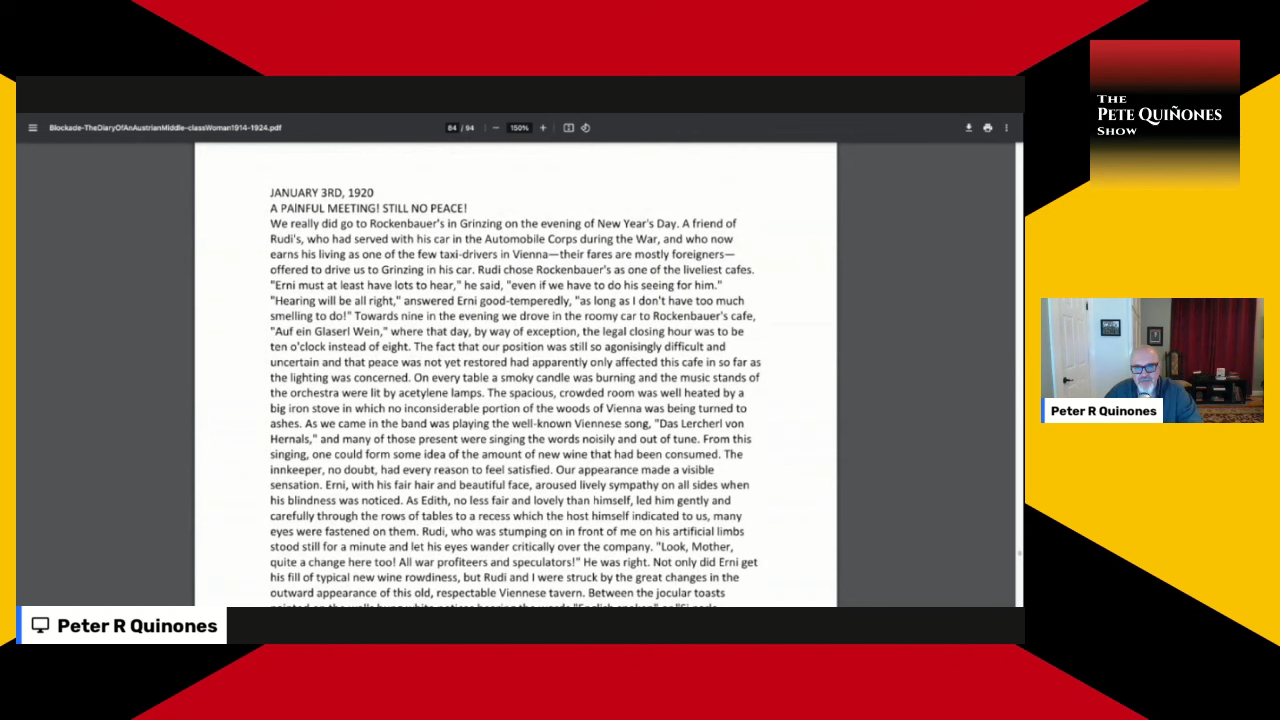 THE
PETE QUIÑONES
SHOW
Blockade-TheDiaryOfAnAustrianMiddle-classWoman1914-1924.pdf
84 / 94
150%
JANUARY 3RD, 1920
A PAINFUL MEETING! STILL NO PEACE!
We really did go to Rockenbauer's in Grinzing on the evening of New Year's Day. A friend of
Rudi's, who had served with his car in the Automobile Corps during the War, and who now
earns his living as one of the few taxi-drivers in Vienna—their fares are mostly foreigners—
offered to drive us to Grinzing in his car. Rudi chose Rockenbauer's as one of the liveliest cafes.
"Erni must at least have lots to hear," he said, "even if we have to do his seeing for him."
"Hearing will be all right," answered Erni good-temperedly, "as long as I don't have too much
smelling to do!" Towards nine in the evening we drove in the roomy car to Rockenbauer's cafe,
"Auf ein Glaserl Wein," where that day, by way of exception, the legal closing hour was to be
ten o'clock instead of eight. The fact that our position was still so agonisingly difficult and
uncertain and that peace was not yet restored had apparently only affected this cafe in so far as
the lighting was concerned. On every table a smoky candle was burning and the music stands of
the orchestra were lit by acetylene lamps. The spacious, crowded room was well heated by a
big iron stove in which no inconsiderable portion of the woods of Vienna was being turned to
ashes. As we came in the band was playing the well-known Viennese song, "Das Lercherl von
Hernals," and many of those present were singing the words noisily and out of tune. From this
singing, one could form some idea of the amount of new wine that had been consumed. The
innkeeper, no doubt, had every reason to feel satisfied. Our appearance made a visible
sensation. Erni, with his fair hair and beautiful face, aroused lively sympathy on all sides when
his blindness was noticed. As Edith, no less fair and lovely than himself, led him gently and
carefully through the rows of tables to a recess which the host himself indicated to us, many
eyes were fastened on them. Rudi, who was stumping on in front of me on his artificial limbs
stood still for a minute and let his eyes wander critically over the company. "Look, Mother,
quite a change here too! All war profiteers and speculators!" He was right. Not only did Erni get
his fill of typical new wine rowdiness, but Rudi and I were struck by the great changes in the
outward appearance of this old, respectable Viennese tavern. Between the jocular toasts
Peter R Quinones
Peter R Quinones